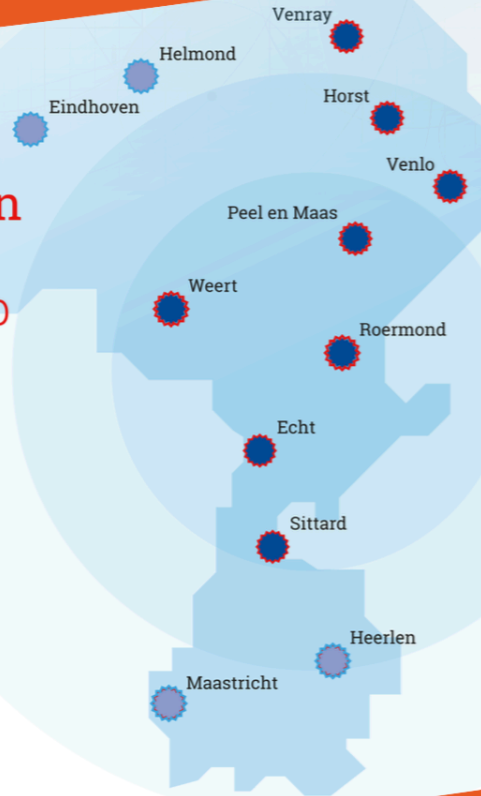 Venray
Helmond
Horst
Eindhoven
Venlo
n
Peel en Maas
Weert
Roermond
Echt
Sittard
Heerlen
Maastricht